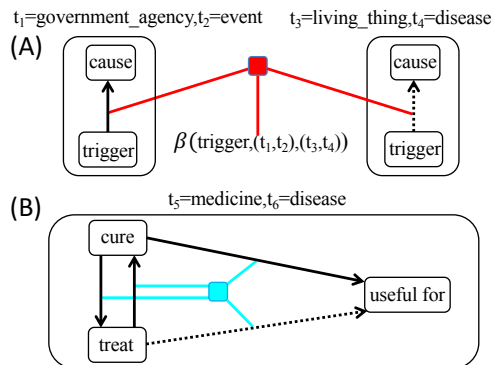 t₁=government_agency,t₂=event
t₃=living_thing,t₄=disease
(A)
cause
cause
trigger
β(trigger,(t₁,t₂),(t₃,t₄))
trigger
(B)
t₅=medicine,t₆=disease
cure
useful for
treat